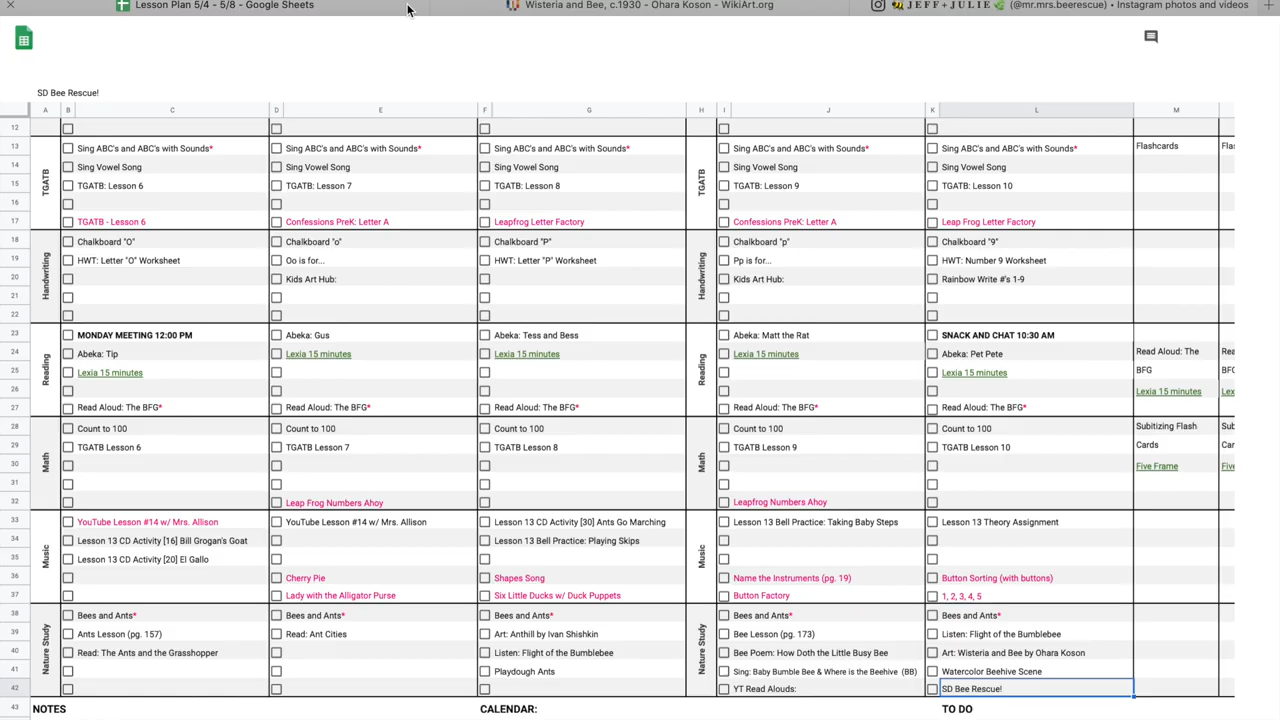 Lesson Plan 5/4 - 5/8 - Google Sheets
Wisteria and Bee, c.1930 - Ohara Koson - WikiArt.org
🐝 JEFF+JULIE 🌿 (@mr.mrs.beerescue) • Instagram photos and videos
SD Bee Rescue!
A B C D E F G H I J K L M
12
13 Sing ABC's and ABC's with Sounds* Sing ABC's and ABC's with Sounds* Sing ABC's and ABC's with Sounds* Sing ABC's and ABC's with Sounds* Sing ABC's and ABC's with Sounds* Flashcards Flas
14 Sing Vowel Song Sing Vowel Song Sing Vowel Song Sing Vowel Song Sing Vowel Song
TGATB TGATB
15 TGATB: Lesson 6 TGATB: Lesson 7 TGATB: Lesson 8 TGATB: Lesson 9 TGATB: Lesson 10
16
17 TGATB - Lesson 6 Confessions PreK: Letter A Leapfrog Letter Factory Confessions PreK: Letter A Leap Frog Letter Factory
18 Chalkboard "O" Chalkboard "o" Chalkboard "P" Chalkboard "p" Chalkboard "9"
19 HWT: Letter "O" Worksheet Oo is for... HWT: Letter "P" Worksheet Pp is for... HWT: Number 9 Worksheet
Handwriting Handwriting
20 Kids Art Hub: Kids Art Hub: Rainbow Write #'s 1-9
21
22
23 MONDAY MEETING 12:00 PM Abeka: Gus Abeka: Tess and Bess Abeka: Matt the Rat SNACK AND CHAT 10:30 AM
24 Abeka: Tip Lexia 15 minutes Lexia 15 minutes Lexia 15 minutes Abeka: Pet Pete Read Aloud: The Rea
Reading Reading
25 Lexia 15 minutes Lexia 15 minutes BFG BFG
26 Lexia 15 minutes Lex
27 Read Aloud: The BFG* Read Aloud: The BFG* Read Aloud: The BFG* Read Aloud: The BFG* Read Aloud: The BFG*
28 Count to 100 Count to 100 Count to 100 Count to 100 Count to 100 Subitizing Flash Sub
29 TGATB Lesson 6 TGATB Lesson 7 TGATB Lesson 8 TGATB Lesson 9 TGATB Lesson 10 Cards Car
Math Math
30 Five Frame Five
31
32 Leap Frog Numbers Ahoy Leapfrog Numbers Ahoy
33 YouTube Lesson #14 w/ Mrs. Allison YouTube Lesson #14 w/ Mrs. Allison Lesson 13 CD Activity [30] Ants Go Marching Lesson 13 Bell Practice: Taking Baby Steps Lesson 13 Theory Assignment
34 Lesson 13 CD Activity [16] Bill Grogan's Goat Lesson 13 Bell Practice: Playing Skips
Music Music
35 Lesson 13 CD Activity [20] El Gallo
36 Cherry Pie Shapes Song Name the Instruments (pg. 19) Button Sorting (with buttons)
37 Lady with the Alligator Purse Six Little Ducks w/ Duck Puppets Button Factory 1, 2, 3, 4, 5
38 Bees and Ants* Bees and Ants* Bees and Ants* Bees and Ants* Bees and Ants*
39 Ants Lesson (pg. 157) Read: Ant Cities Art: Anthill by Ivan Shishkin Bee Lesson (pg. 173) Listen: Flight of the Bumblebee
Nature Study Nature Study
40 Read: The Ants and the Grasshopper Listen: Flight of the Bumblebee Bee Poem: How Doth the Little Busy Bee Art: Wisteria and Bee by Ohara Koson
41 Playdough Ants Sing: Baby Bumble Bee & Where is the Beehive (BB) Watercolor Beehive Scene
42 YT Read Alouds: SD Bee Rescue!
43 NOTES CALENDAR: TO DO